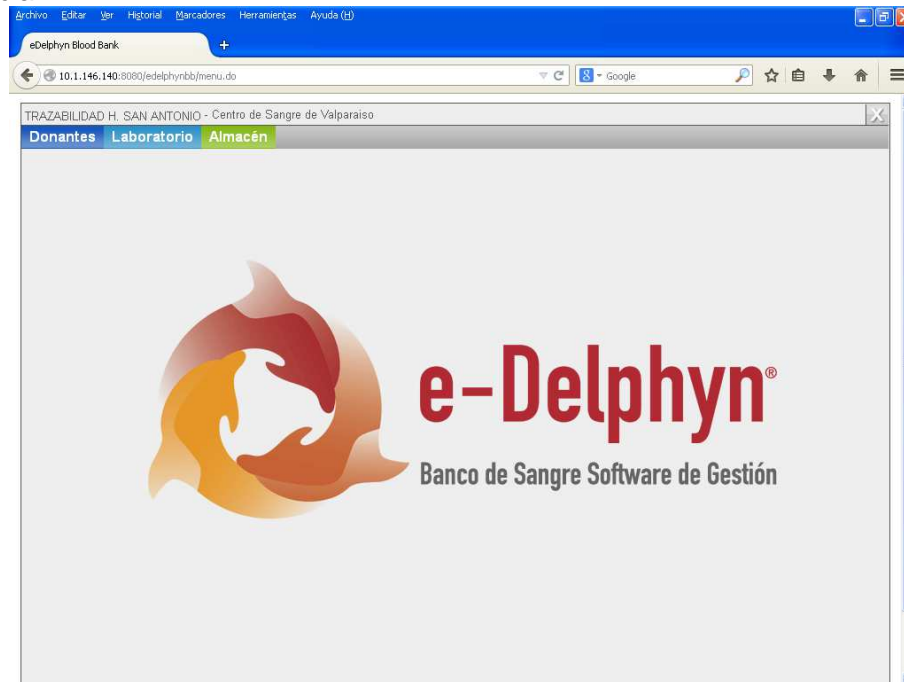 Archivo Editar Ver Historial Marcadores Herramientas Ayuda (H)
eDelphyn Blood Bank
10.1.146.140:8080/edelphynbb/menu.do
Google
TRAZABILIDAD H. SAN ANTONIO - Centro de Sangre de Valparaiso
Donantes Laboratorio Almacén
e-Delphyn®
Banco de Sangre Software de Gestión